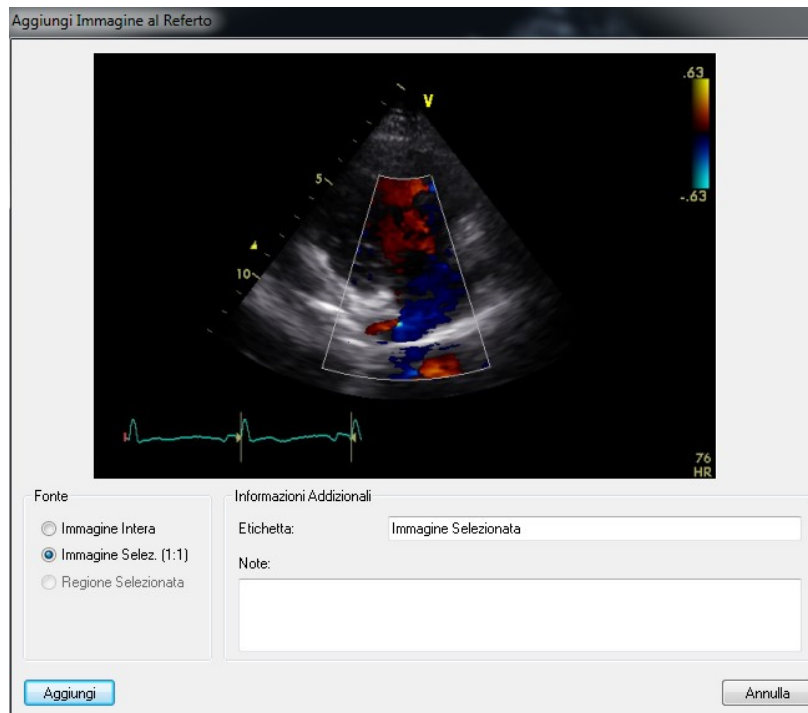 Aggiungi Immagine al Referto
V
.63
-.63
5
10
76
HR
Fonte
Immagine Intera
Immagine Selez. (1:1)
Regione Selezionata
Informazioni Addizionali
Etichetta:
Immagine Selezionata
Note:
Aggiungi
Annulla